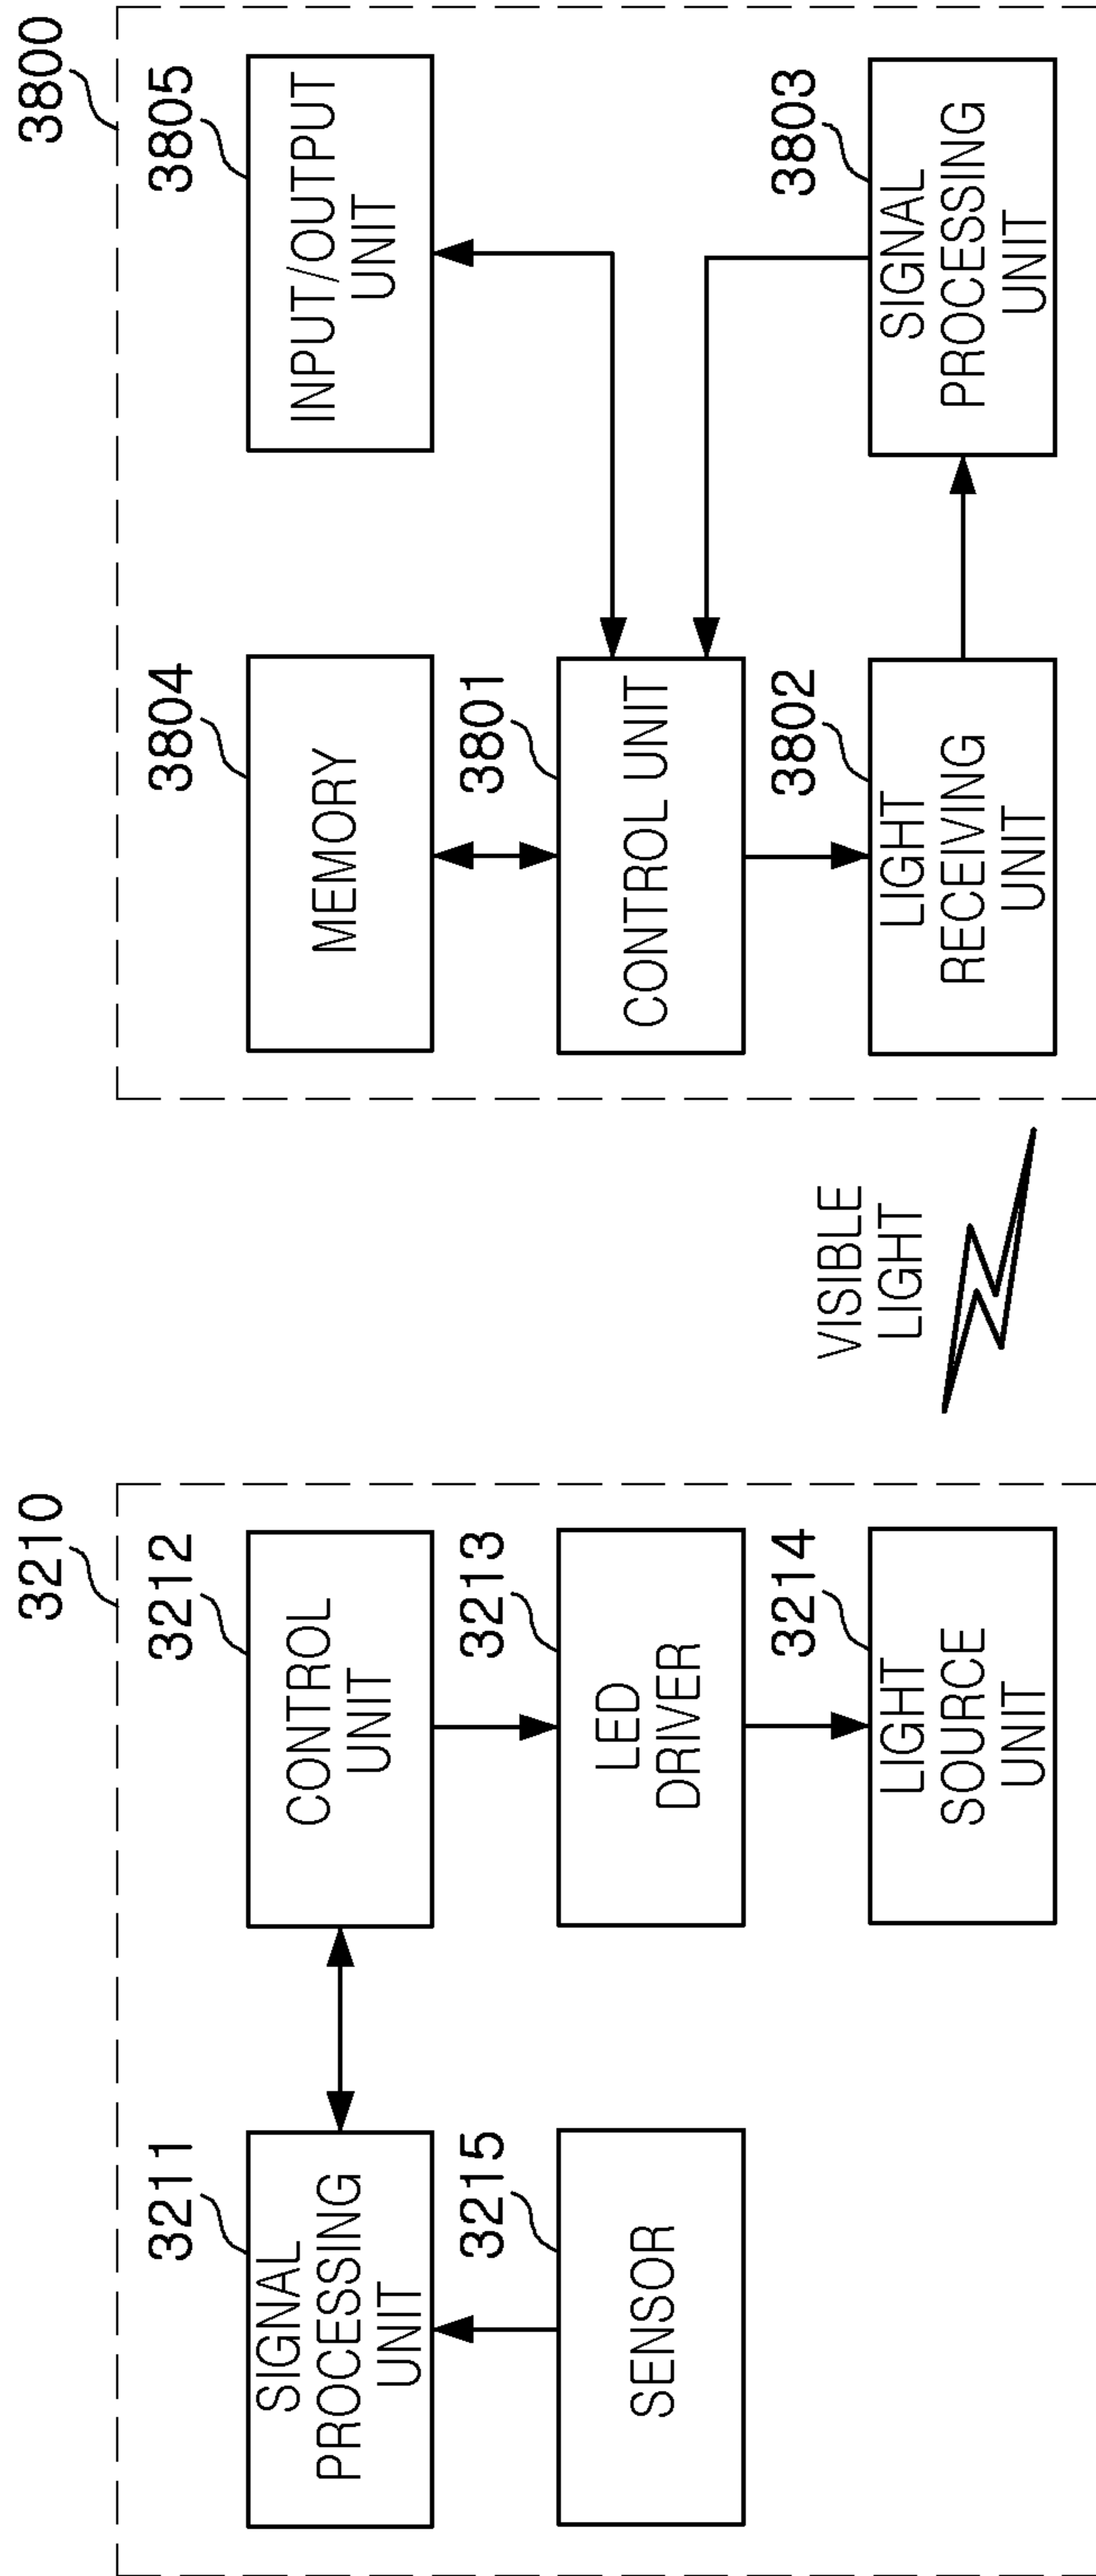 3210
3211
SIGNAL
PROCESSING
UNIT
3212
CONTROL
UNIT
3215
SENSOR
3213
LED
DRIVER
3214
LIGHT
SOURCE
UNIT
VISIBLE
LIGHT
3800
3804
MEMORY
3805
INPUT/OUTPUT
UNIT
3801
CONTROL UNIT
3802
LIGHT
RECEIVING
UNIT
3803
SIGNAL
PROCESSING
UNIT